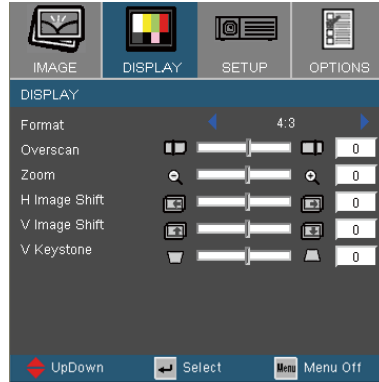 IMAGE DISPLAY SETUP OPTIONS
DISPLAY
Format 4:3
Overscan 0
Zoom 0
H Image Shift 0
V Image Shift 0
V Keystone 0
UpDown Select Menu Menu Off